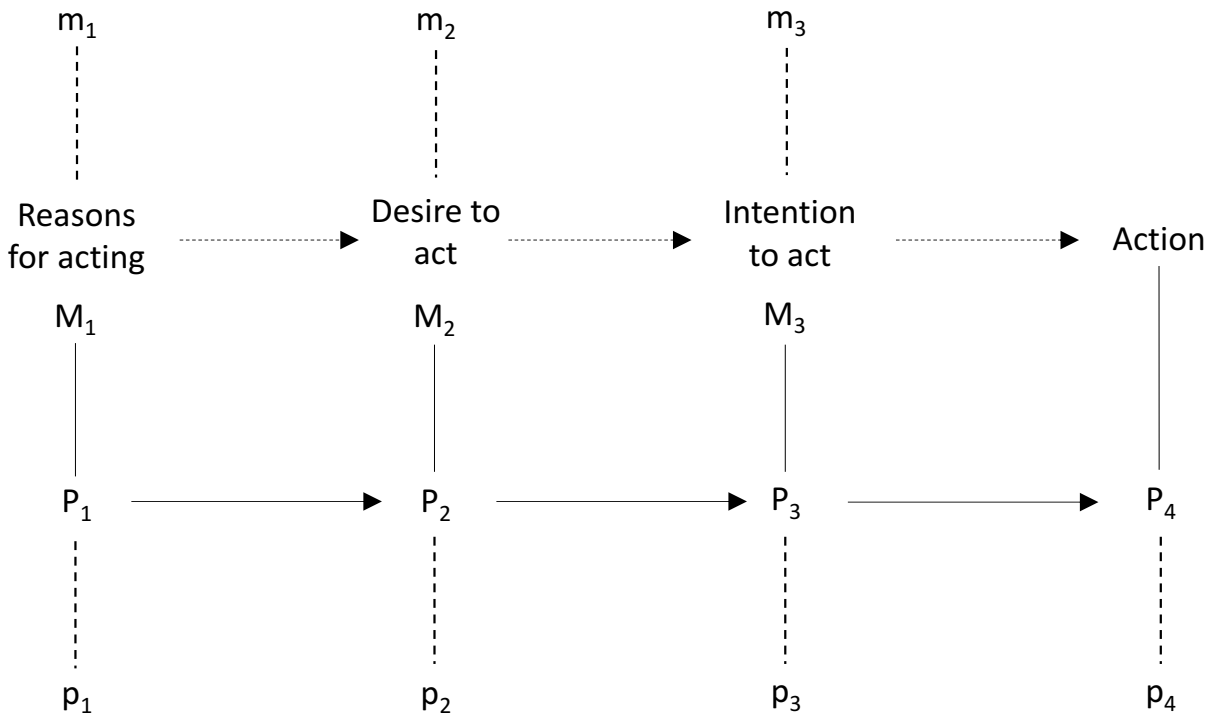 m₁ m₂ m₃
Reasons
for acting
Desire to
act
Intention
to act
Action
M₁ M₂ M₃
P₁ P₂ P₃ P₄
p₁ p₂ p₃ p₄